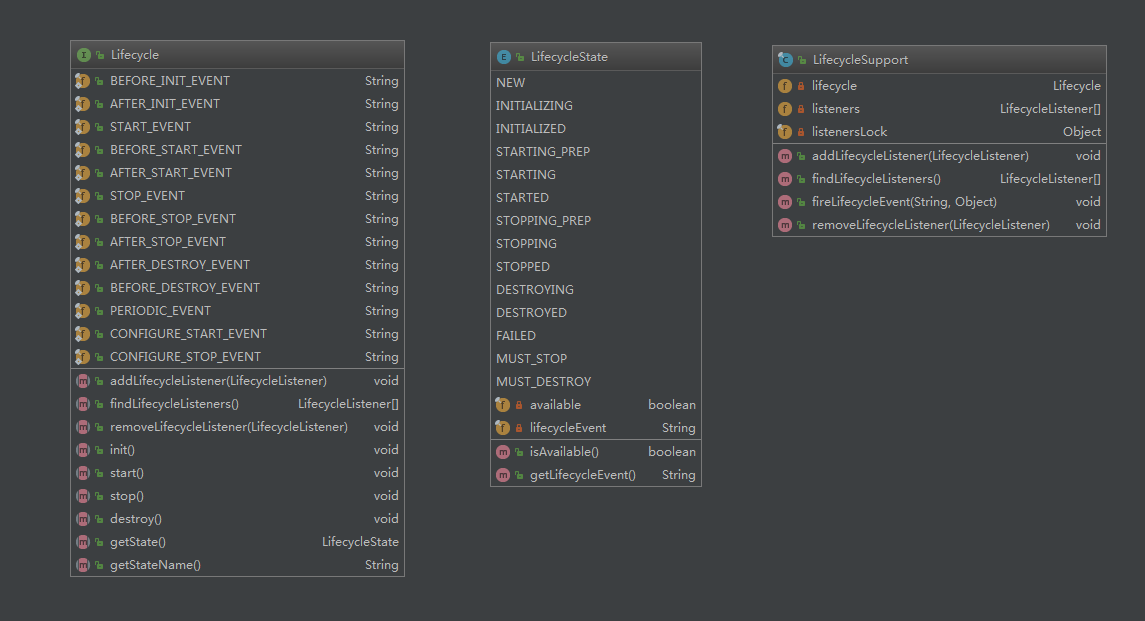 Lifecycle
BEFORE_INIT_EVENT String
AFTER_INIT_EVENT String
START_EVENT String
BEFORE_START_EVENT String
AFTER_START_EVENT String
STOP_EVENT String
BEFORE_STOP_EVENT String
AFTER_STOP_EVENT String
AFTER_DESTROY_EVENT String
BEFORE_DESTROY_EVENT String
PERIODIC_EVENT String
CONFIGURE_START_EVENT String
CONFIGURE_STOP_EVENT String
addLifecycleListener(LifecycleListener) void
findLifecycleListeners() LifecycleListener[]
removeLifecycleListener(LifecycleListener) void
init() void
start() void
stop() void
destroy() void
getState() LifecycleState
getStateName() String
LifecycleState
NEW
INITIALIZING
INITIALIZED
STARTING_PREP
STARTING
STARTED
STOPPING_PREP
STOPPING
STOPPED
DESTROYING
DESTROYED
FAILED
MUST_STOP
MUST_DESTROY
available boolean
lifecycleEvent String
isAvailable() boolean
getLifecycleEvent() String
LifecycleSupport
lifecycle Lifecycle
listeners LifecycleListener[]
listenersLock Object
addLifecycleListener(LifecycleListener) void
findLifecycleListeners() LifecycleListener[]
fireLifecycleEvent(String, Object) void
removeLifecycleListener(LifecycleListener) void